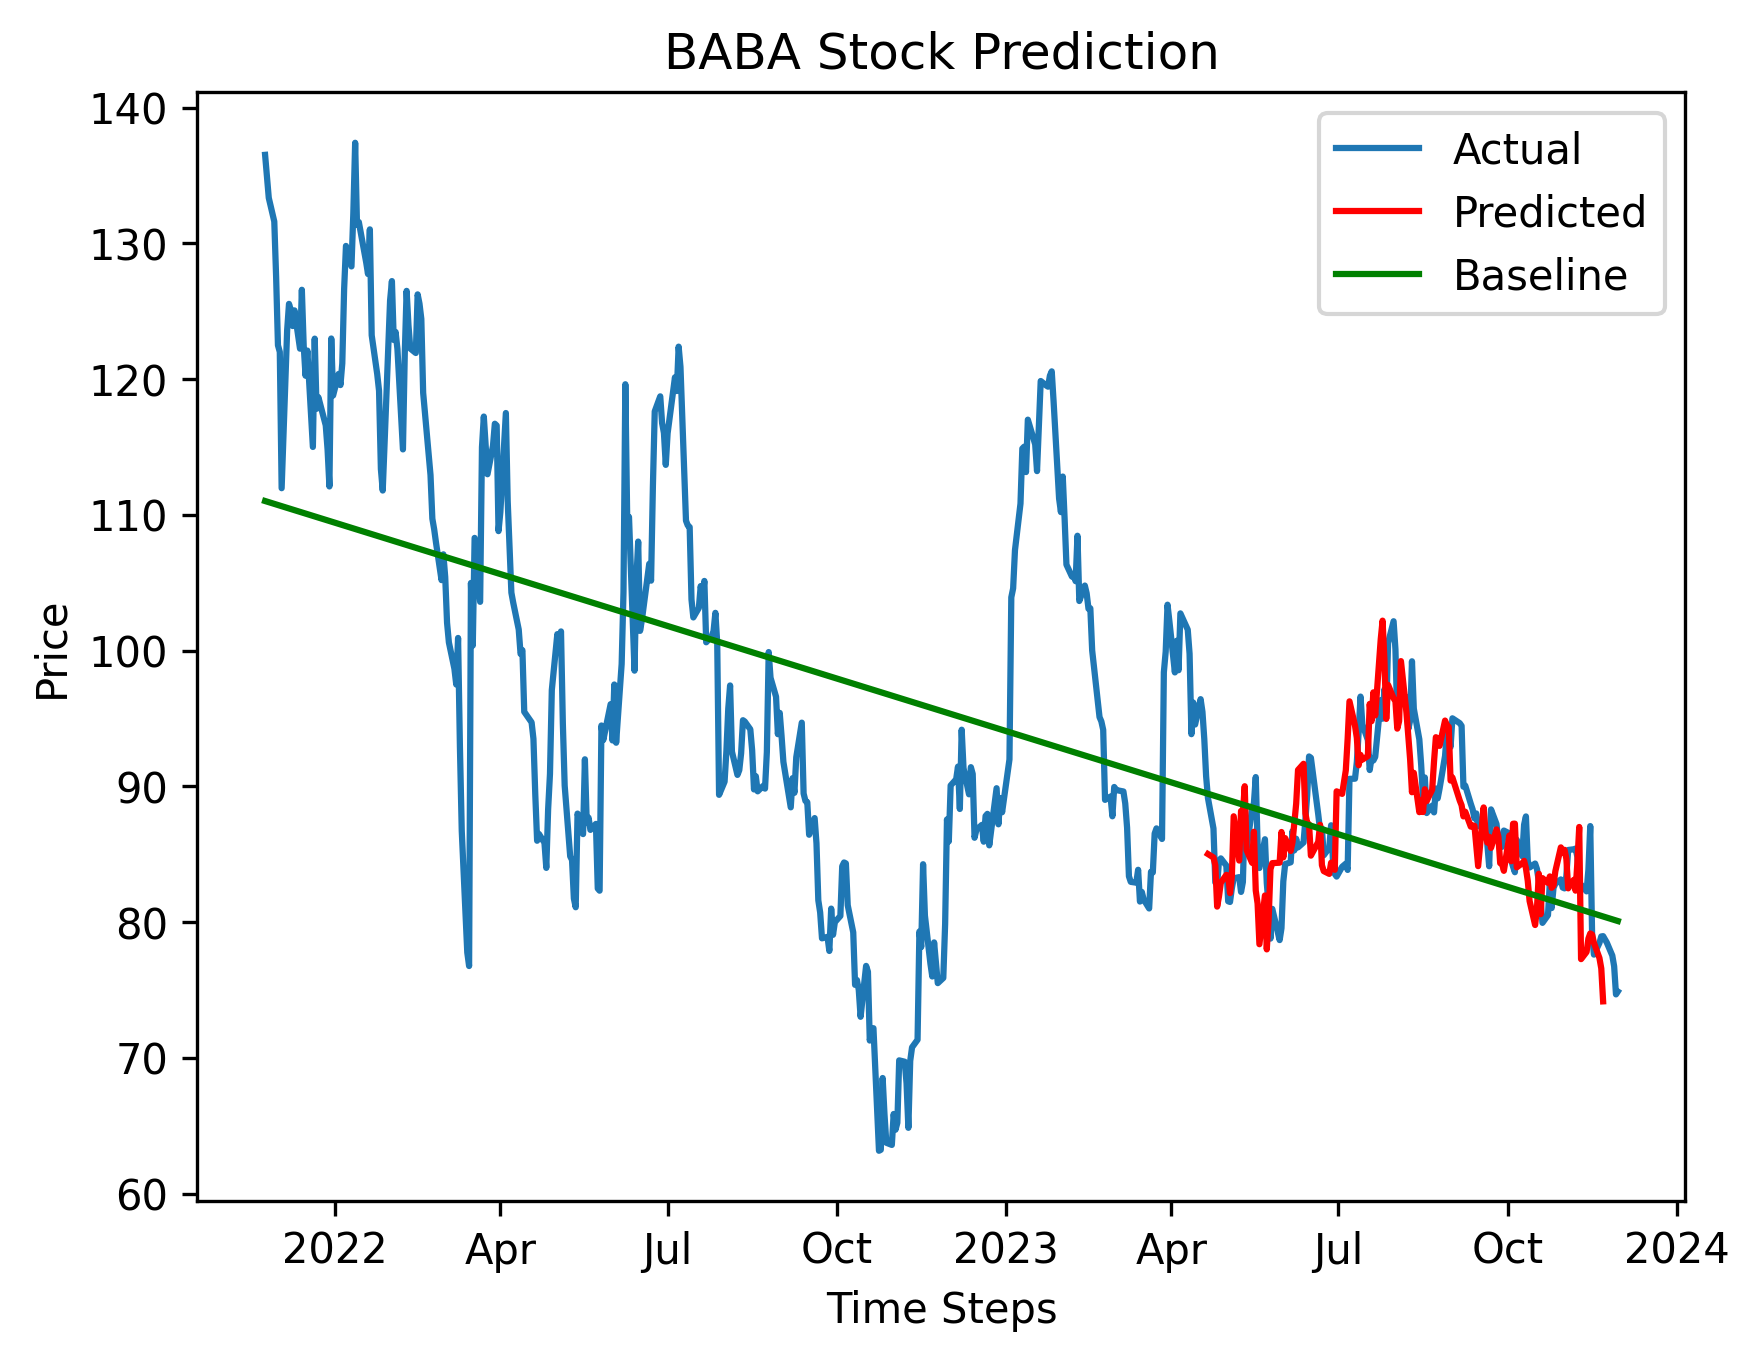 BABA Stock Prediction
140
130
120
110
100
90
80
70
60
Price
Actual
Predicted
Baseline
2022 Apr Jul Oct 2023 Apr Jul Oct 2024
Time Steps